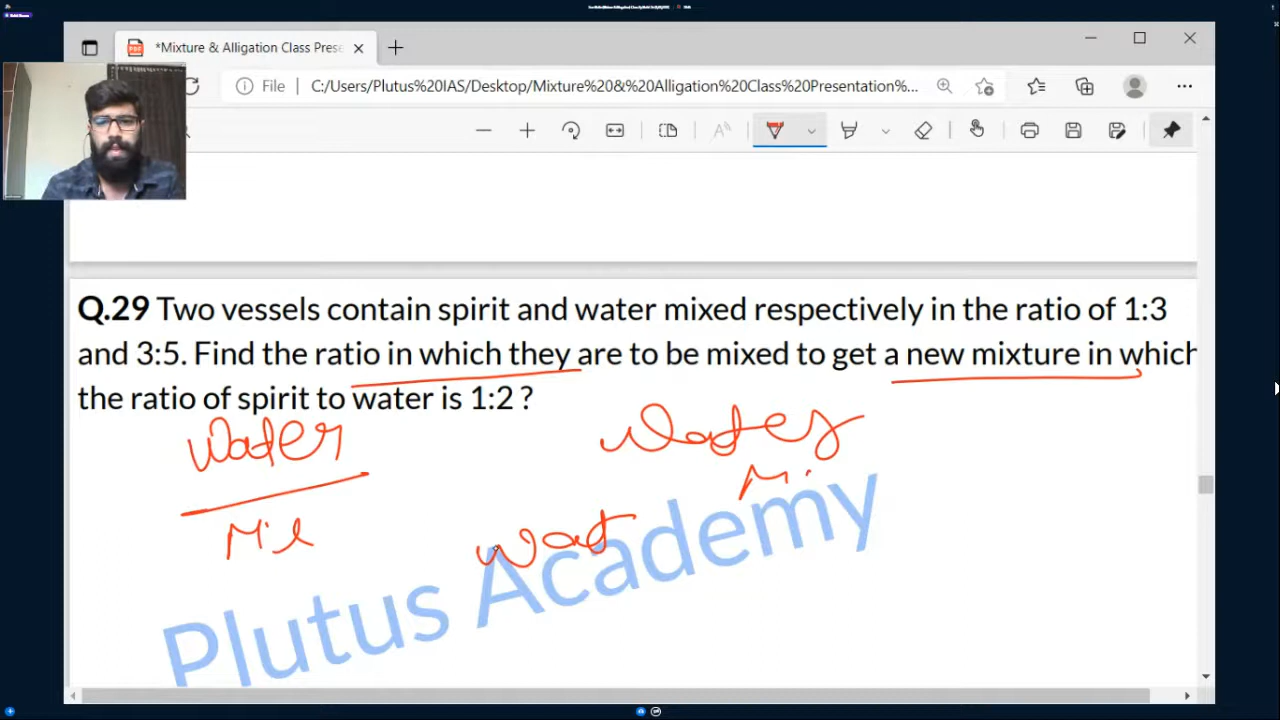 *Mixture & Alligation Class Prese
File
C:/Users/Plutus%20IAS/Desktop/Mixture%20&%20Alligation%20Class%20Presentation%...
Q.29 Two vessels contain spirit and water mixed respectively in the ratio of 1:3
and 3:5. Find the ratio in which they are to be mixed to get a new mixture in which
the ratio of spirit to water is 1:2 ?
Water
Water
Mi
Wat
Plutus Academy